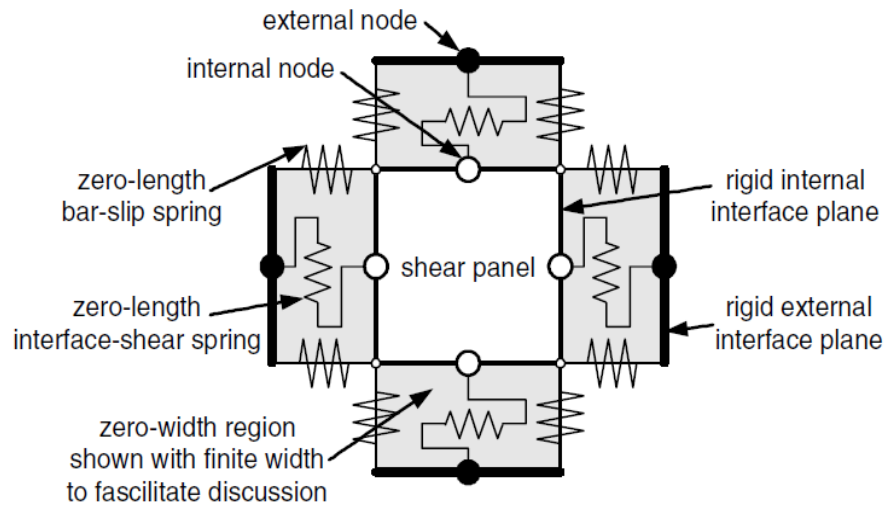 external node
internal node
zero-length
bar-slip spring
rigid internal
interface plane
shear panel
zero-length
interface-shear spring
rigid external
interface plane
zero-width region
shown with finite width
to fascilitate discussion